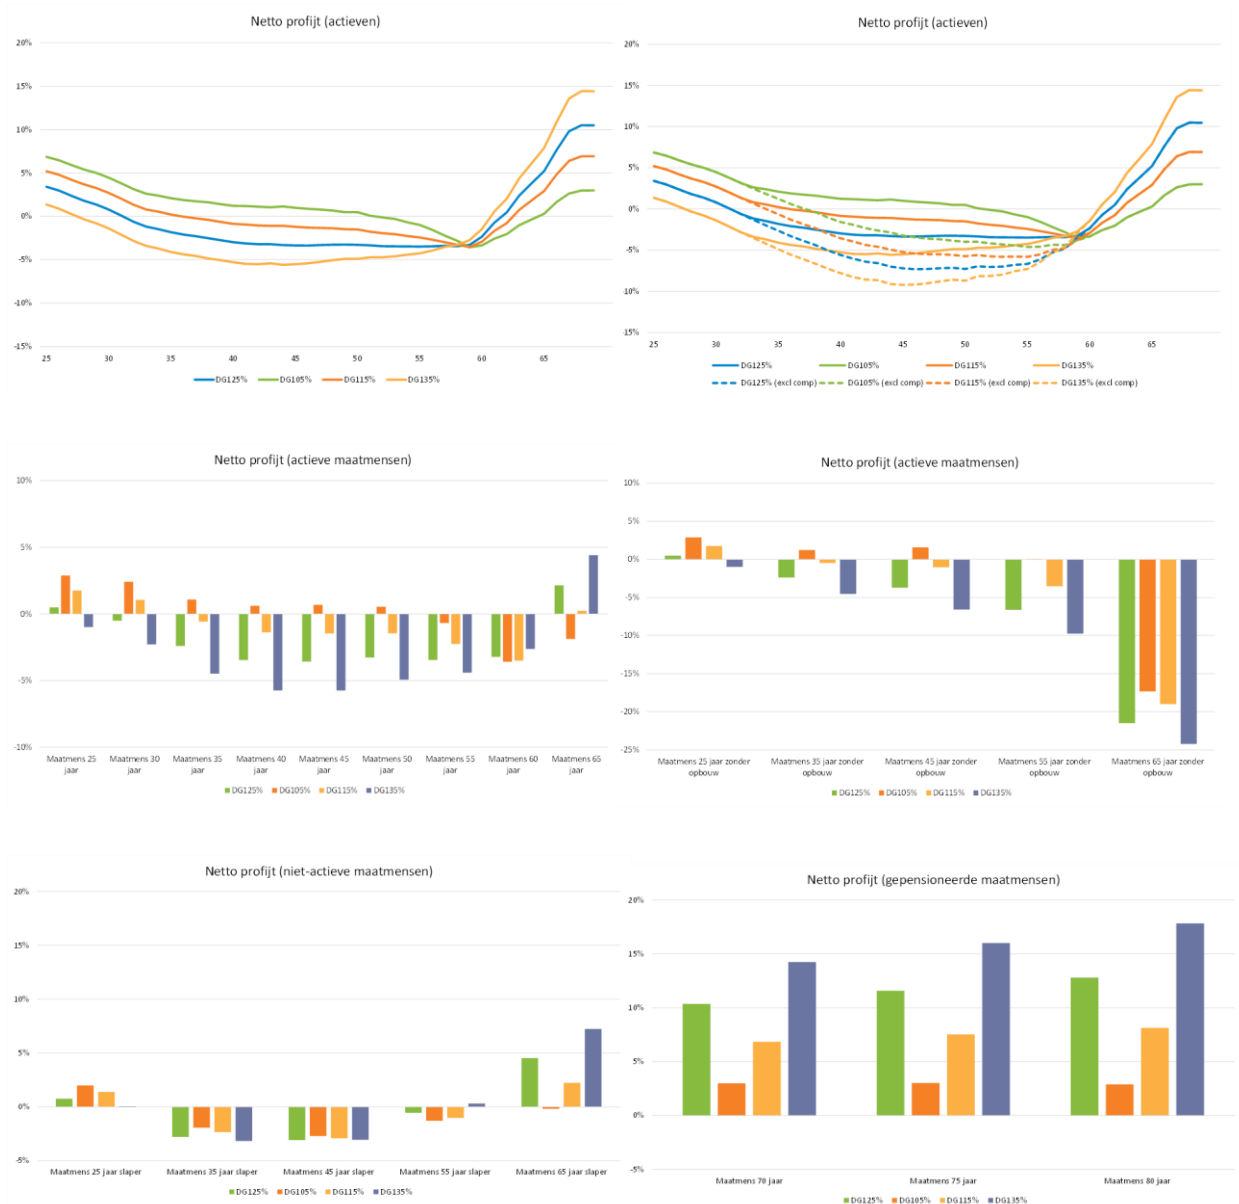 Netto profijt (actieven)
20%
15%
10%
5%
0%
-5%
-10%
-15%
25 30 35 40 45 50 55 60 65
DG125% DG105% DG115% DG135%
Netto profijt (actieven)
20%
15%
10%
5%
0%
-5%
-10%
-15%
25 30 35 40 45 50 55 60 65
DG125% DG105% DG115% DG135%
DG125% (excl comp) DG105% (excl comp) DG115% (excl comp) DG135% (excl comp)
Netto profijt (actieve maatmensen)
10%
5%
0%
-5%
-10%
Maatmens 25 Maatmens 30 Maatmens 35 Maatmens 40 Maatmens 45 Maatmens 50 Maatmens 55 Maatmens 60 Maatmens 65
jaar jaar jaar jaar jaar jaar jaar jaar jaar
DG125% DG105% DG115% DG135%
Netto profijt (actieve maatmensen)
10%
5%
0%
-5%
-10%
-15%
-20%
-25%
Maatmens 25 jaar zonder Maatmens 35 jaar zonder Maatmens 45 jaar zonder Maatmens 55 jaar zonder Maatmens 65 jaar zonder
opbouw opbouw opbouw opbouw opbouw
DG125% DG105% DG115% DG135%
Netto profijt (niet-actieve maatmensen)
20%
15%
10%
5%
0%
-5%
Maatmens 25 jaar slaper Maatmens 35 jaar slaper Maatmens 45 jaar slaper Maatmens 55 jaar slaper Maatmens 65 jaar slaper
DG125% DG105% DG115% DG135%
Netto profijt (gepensioneerde maatmensen)
20%
15%
10%
5%
0%
-5%
Maatmens 70 jaar Maatmens 75 jaar Maatmens 80 jaar
DG125% DG105% DG115% DG135%